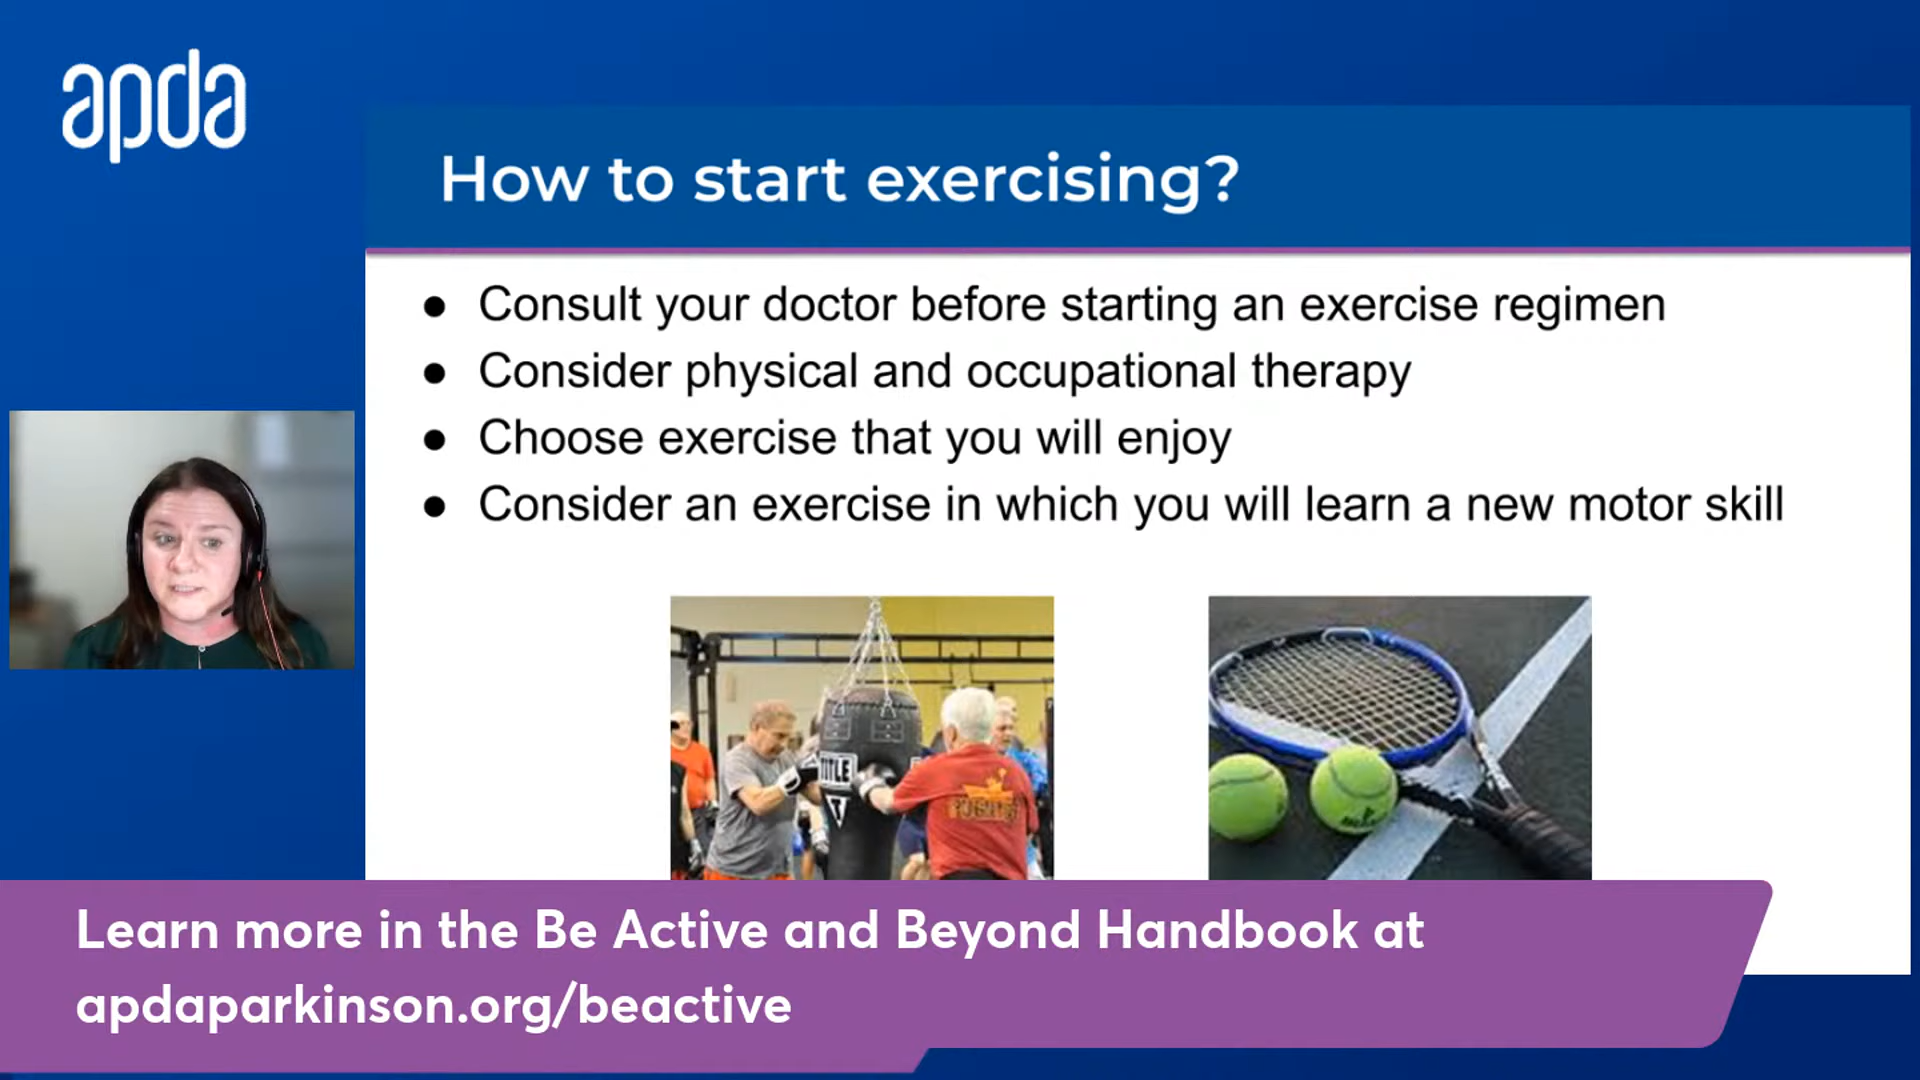 apda
How to start exercising?
● Consult your doctor before starting an exercise regimen
● Consider physical and occupational therapy
● Choose exercise that you will enjoy
● Consider an exercise in which you will learn a new motor skill
TITLE
Learn more in the Be Active and Beyond Handbook at
apdaparkinson.org/beactive